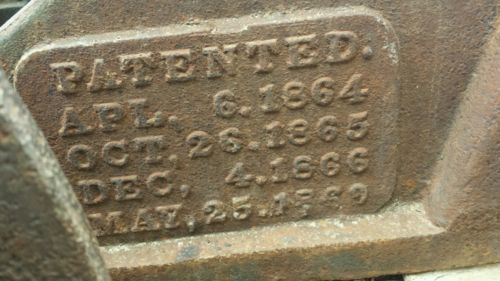 PATENTED.
APL., 6.1864
OCT, 26.1865
DEC, 4.1866
MAY, 25.